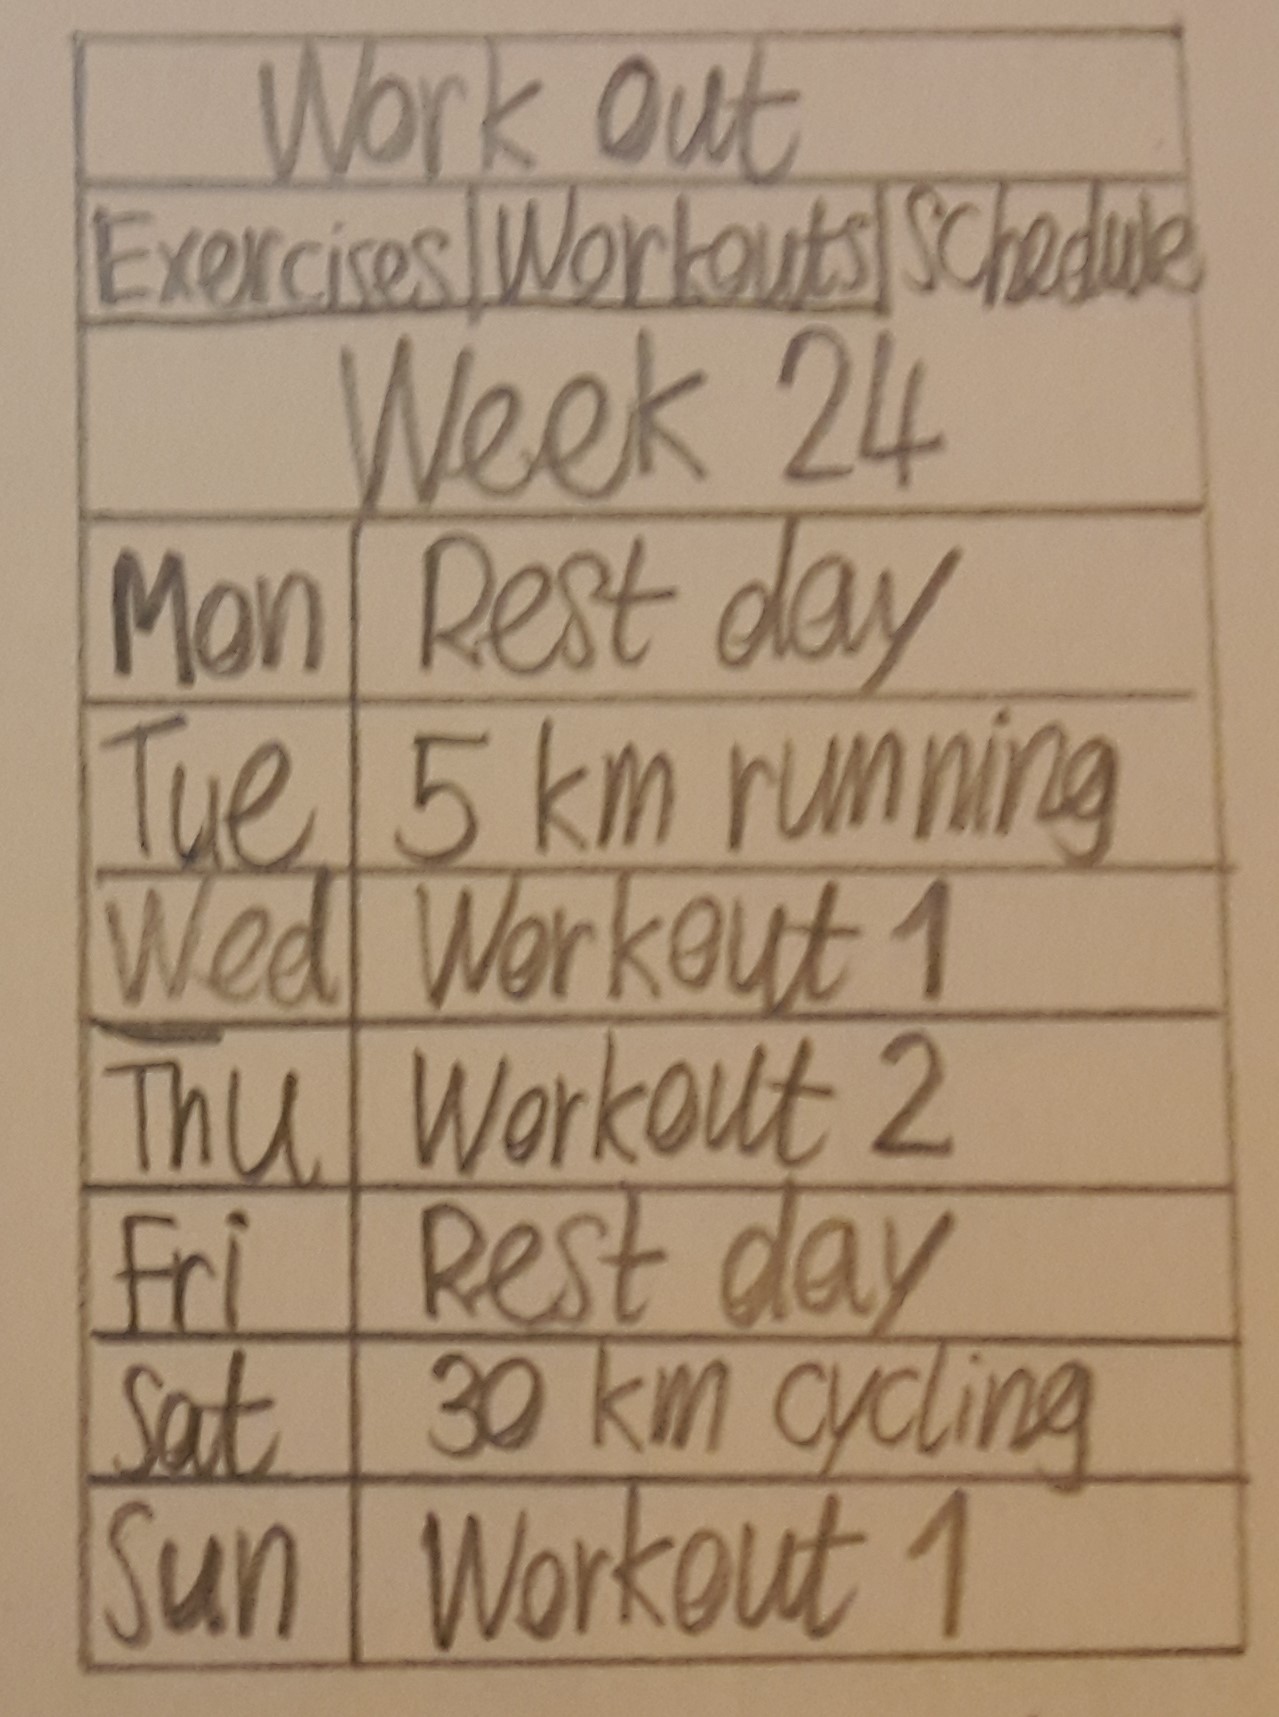 Work out
Exercises Workouts Schedule
Week 24
Mon Rest day
Tue 5 km running
Wed Workout 1
Thu Workout 2
Fri Rest day
Sat 30 km cycling
Sun Workout 1